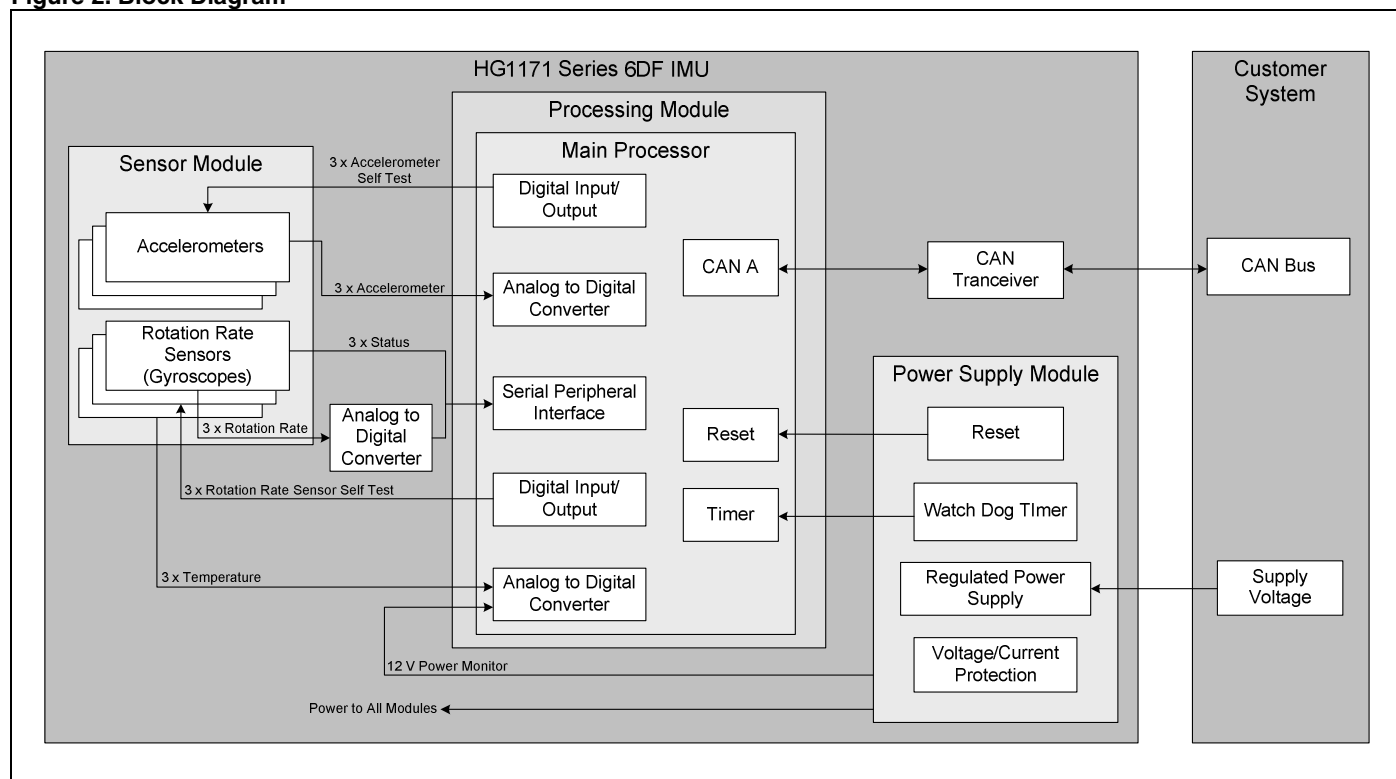 Figure 2. Block Diagram
HG1171 Series 6DF IMU
Customer
System
Processing Module
Main Processor
Sensor Module
3 x Accelerometer
Self Test
Digital Input/
Output
Accelerometers
CAN A
CAN
Tranceiver
CAN Bus
3 x Accelerometer
Analog to Digital
Converter
Rotation Rate
Sensors
(Gyroscopes)
3 x Status
Serial Peripheral
Interface
Power Supply Module
3 x Rotation Rate
Analog to
Digital
Converter
Reset
Reset
3 x Rotation Rate Sensor Self Test
Digital Input/
Output
Timer
Watch Dog TImer
3 x Temperature
Analog to Digital
Converter
Regulated Power
Supply
Supply
Voltage
12 V Power Monitor
Voltage/Current
Protection
Power to All Modules